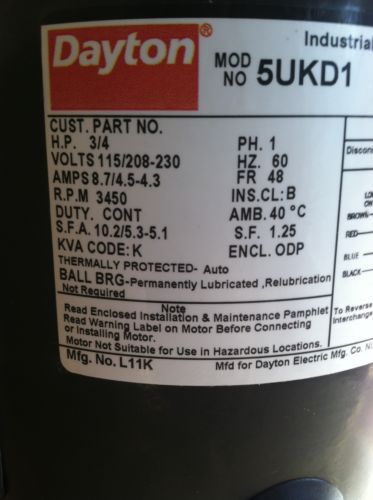 Dayton®
Industrial
MOD NO 5UKD1
CUST. PART NO.
H.P. 3/4 PH. 1
VOLTS 115/208-230 HZ. 60
AMPS 8.7/4.5-4.3 FR 48
R.P.M 3450 INS.CL: B
DUTY. CONT AMB. 40 °C
S.F.A. 10.2/5.3-5.1 S.F. 1.25
KVA CODE: K ENCL. ODP
THERMALLY PROTECTED- Auto
BALL BRG-Permanently Lubricated ,Relubrication
Not Required
Note
Read Enclosed Installation & Maintenance Pamphlet
Read Warning Label on Motor Before Connecting
or Installing Motor.
Motor Not Suitable for Use in Hazardous Locations.
Mfg. No. L11K Mfd for Dayton Electric Mfg. Co.
Disconn
BROWN
RED
BLUE
BLACK
To Reverse
Interchange